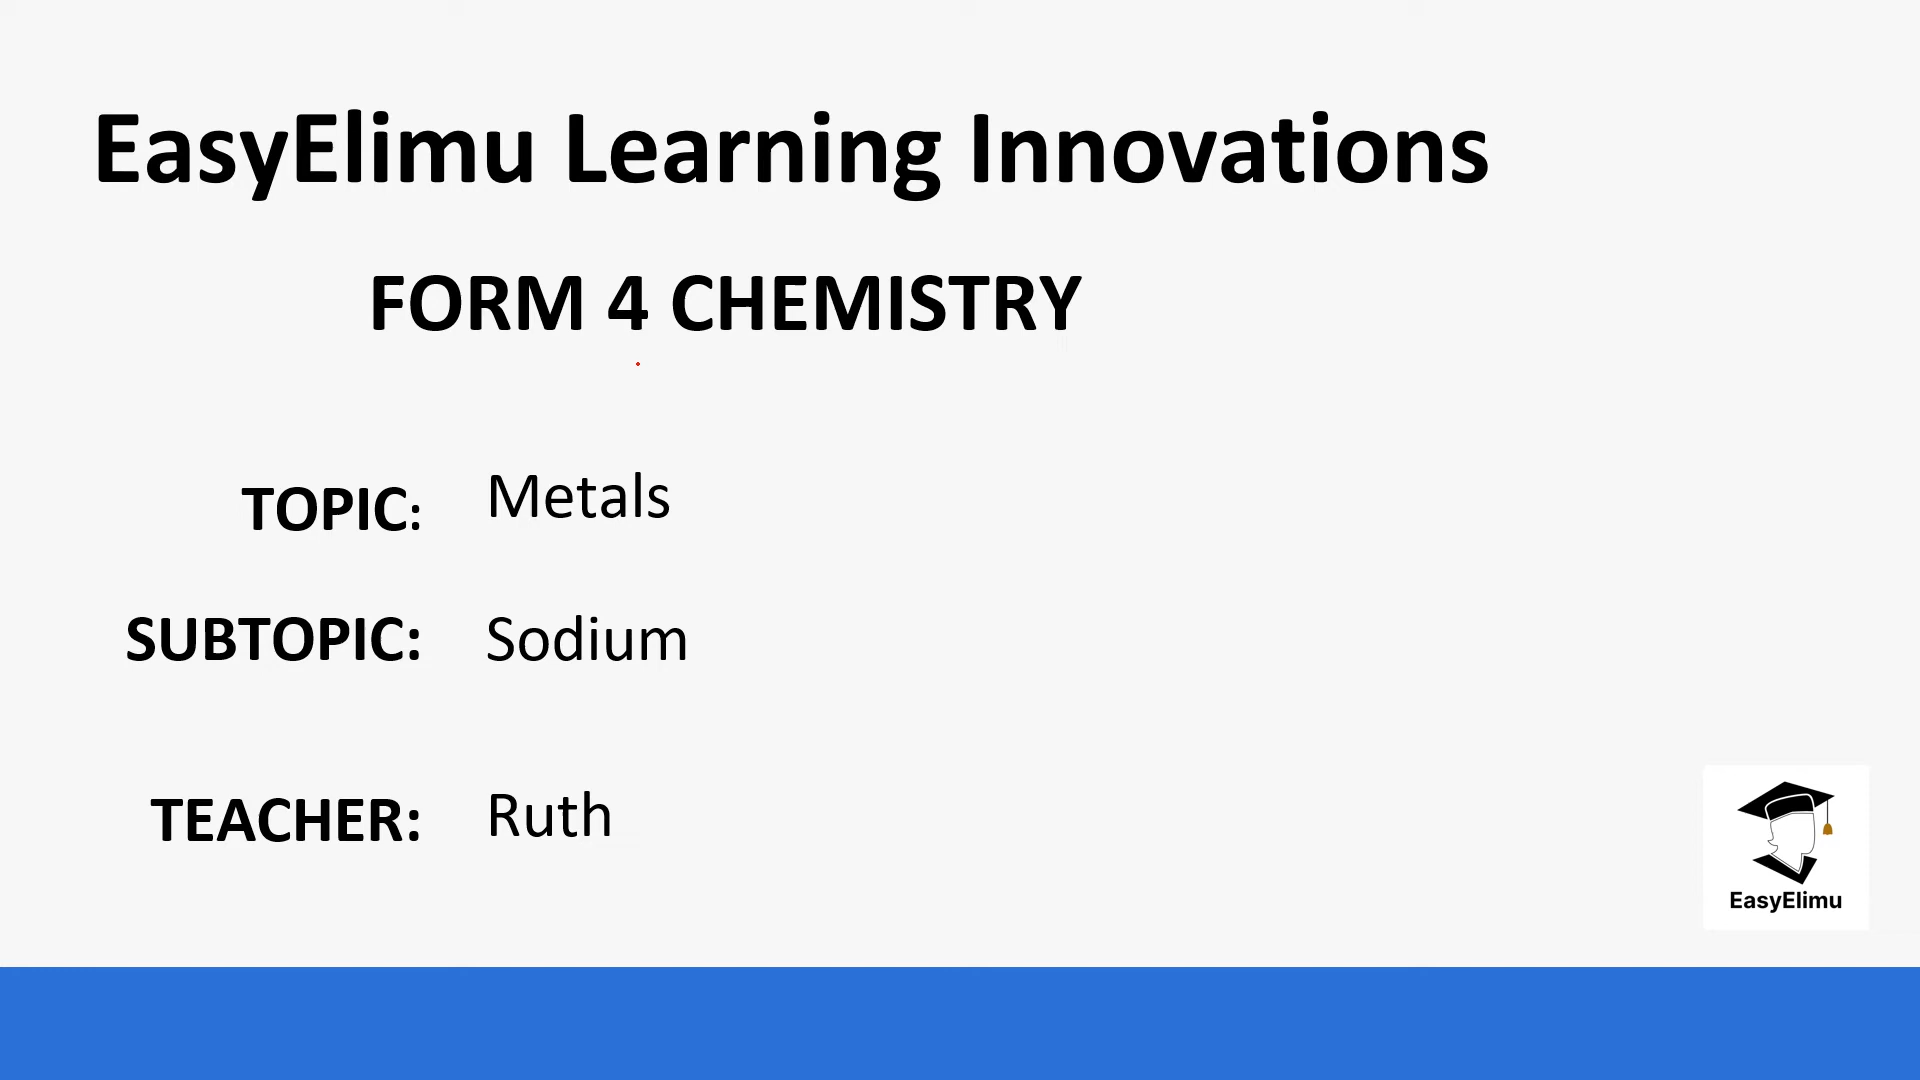 EasyElimu Learning Innovations
FORM 4 CHEMISTRY
TOPIC: Metals
SUBTOPIC: Sodium
TEACHER: Ruth
EasyElimu